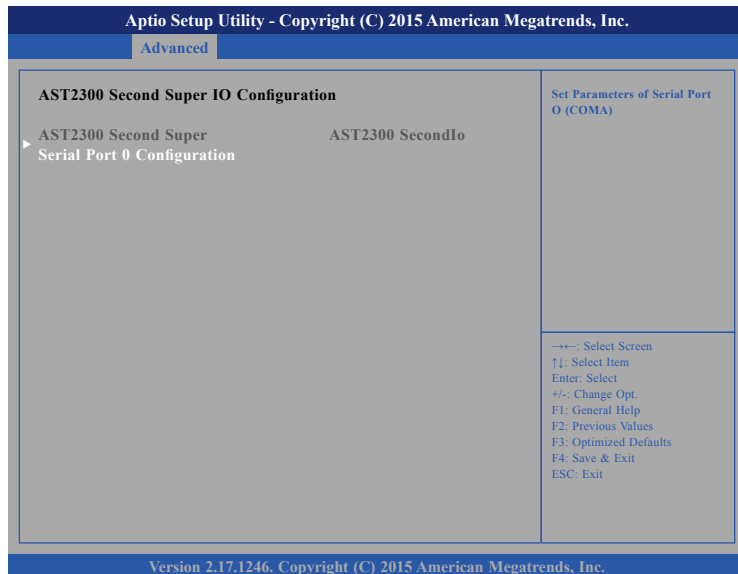 Aptio Setup Utility - Copyright (C) 2015 American Megatrends, Inc.
Advanced
AST2300 Second Super IO Configuration
AST2300 Second Super AST2300 SecondIo
Serial Port 0 Configuration
Set Parameters of Serial Port
O (COMA)
→←: Select Screen
↑↓: Select Item
Enter: Select
+/-: Change Opt.
F1: General Help
F2: Previous Values
F3: Optimized Defaults
F4: Save & Exit
ESC: Exit
Version 2.17.1246. Copyright (C) 2015 American Megatrends, Inc.